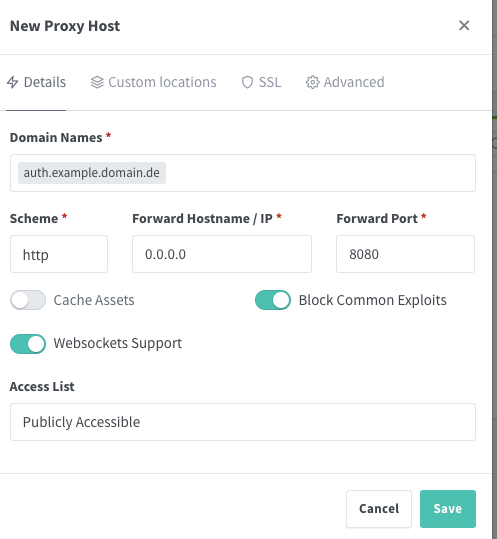 New Proxy Host
Details Custom locations SSL Advanced
Domain Names *
auth.example.domain.de
Scheme * Forward Hostname / IP * Forward Port *
http 0.0.0.0 8080
Cache Assets Block Common Exploits
Websockets Support
Access List
Publicly Accessible
Cancel Save